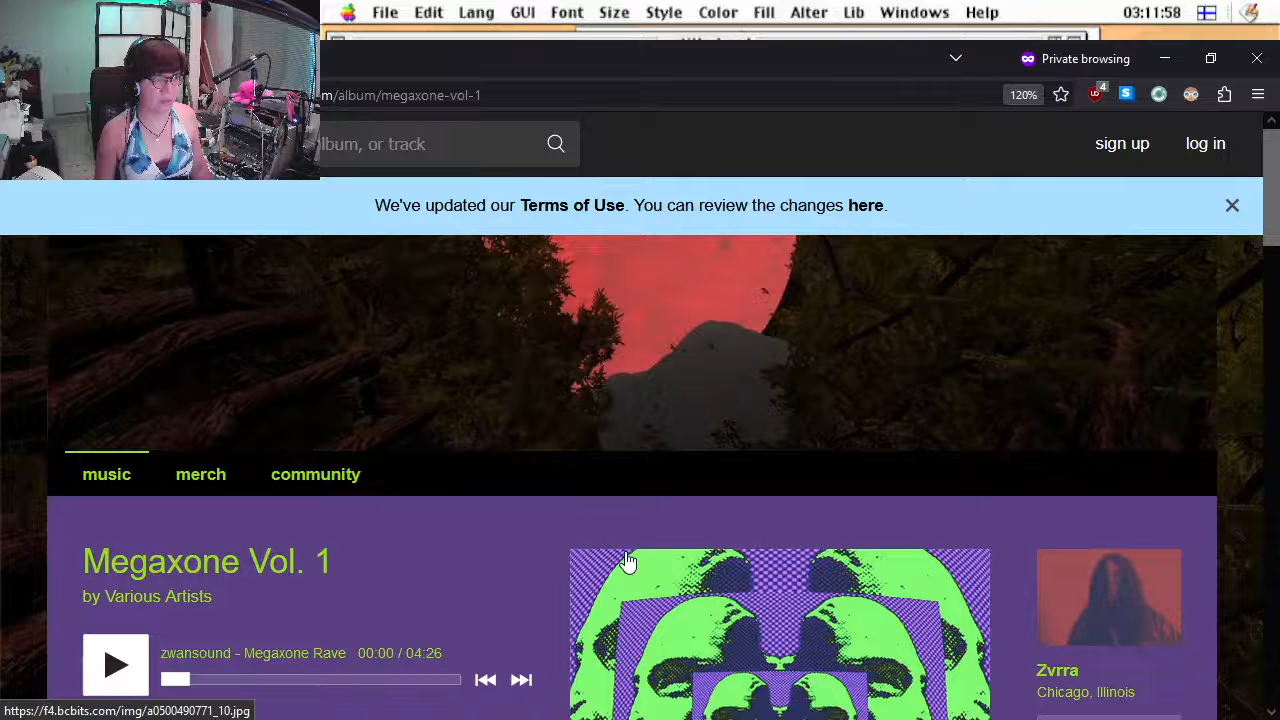 File Edit Lang GUI Font Size Style Color Fill Alter Lib Windows Help 03:11:58
Private browsing
m/album/megaxone-vol-1 120% 4
lbum, or track sign up log in
We've updated our Terms of Use. You can review the changes here.
music merch community
Megaxone Vol. 1
by Various Artists
zwansound - Megaxone Rave 00:00 / 04:26
Zvrra
Chicago, Illinois
https://f4.bcbits.com/img/a0500490771_10.jpg